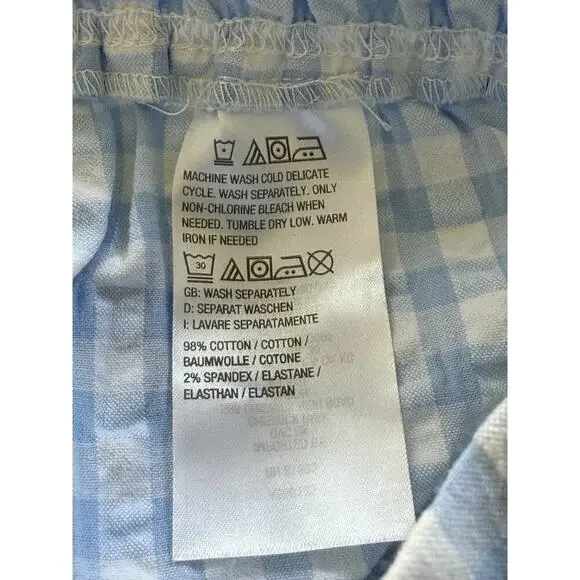 MACHINE WASH COLD DELICATE
CYCLE. WASH SEPARATELY. ONLY
NON-CHLORINE BLEACH WHEN
NEEDED. TUMBLE DRY LOW. WARM
IRON IF NEEDED
30
GB: WASH SEPARATELY
D: SEPARAT WASCHEN
I: LAVARE SEPARATAMENTE
98% COTTON / COTTON /
BAUMWOLLE / COTONE
2% SPANDEX / ELASTANE /
ELASTHAN / ELASTAN